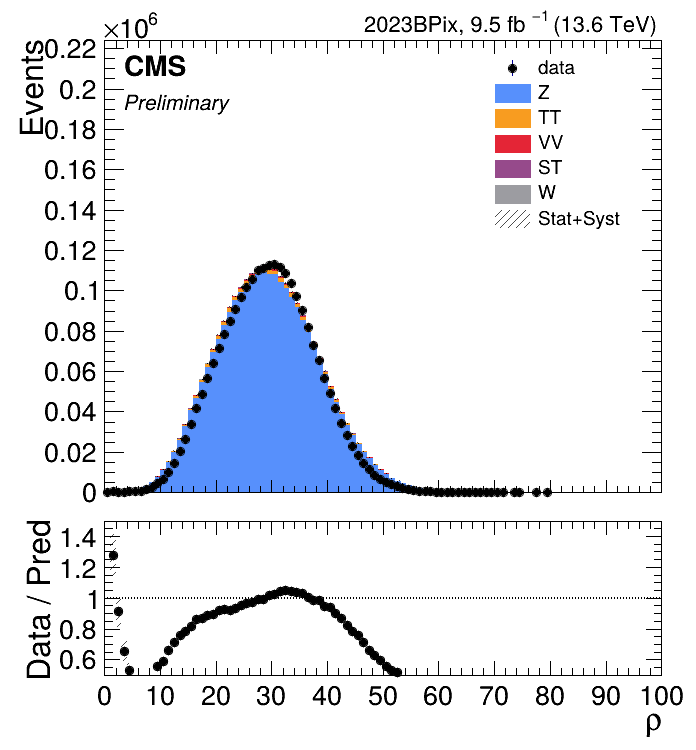 ×10⁶
2023BPix, 9.5 fb ⁻¹ (13.6 TeV)
Events
CMS
Preliminary
data
Z
TT
VV
ST
W
Stat+Syst
0.22
0.2
0.18
0.16
0.14
0.12
0.1
0.08
0.06
0.04
0.02
0
Data / Pred
1.4
1.2
1
0.8
0.6
0 10 20 30 40 50 60 70 80 90 100
ρ